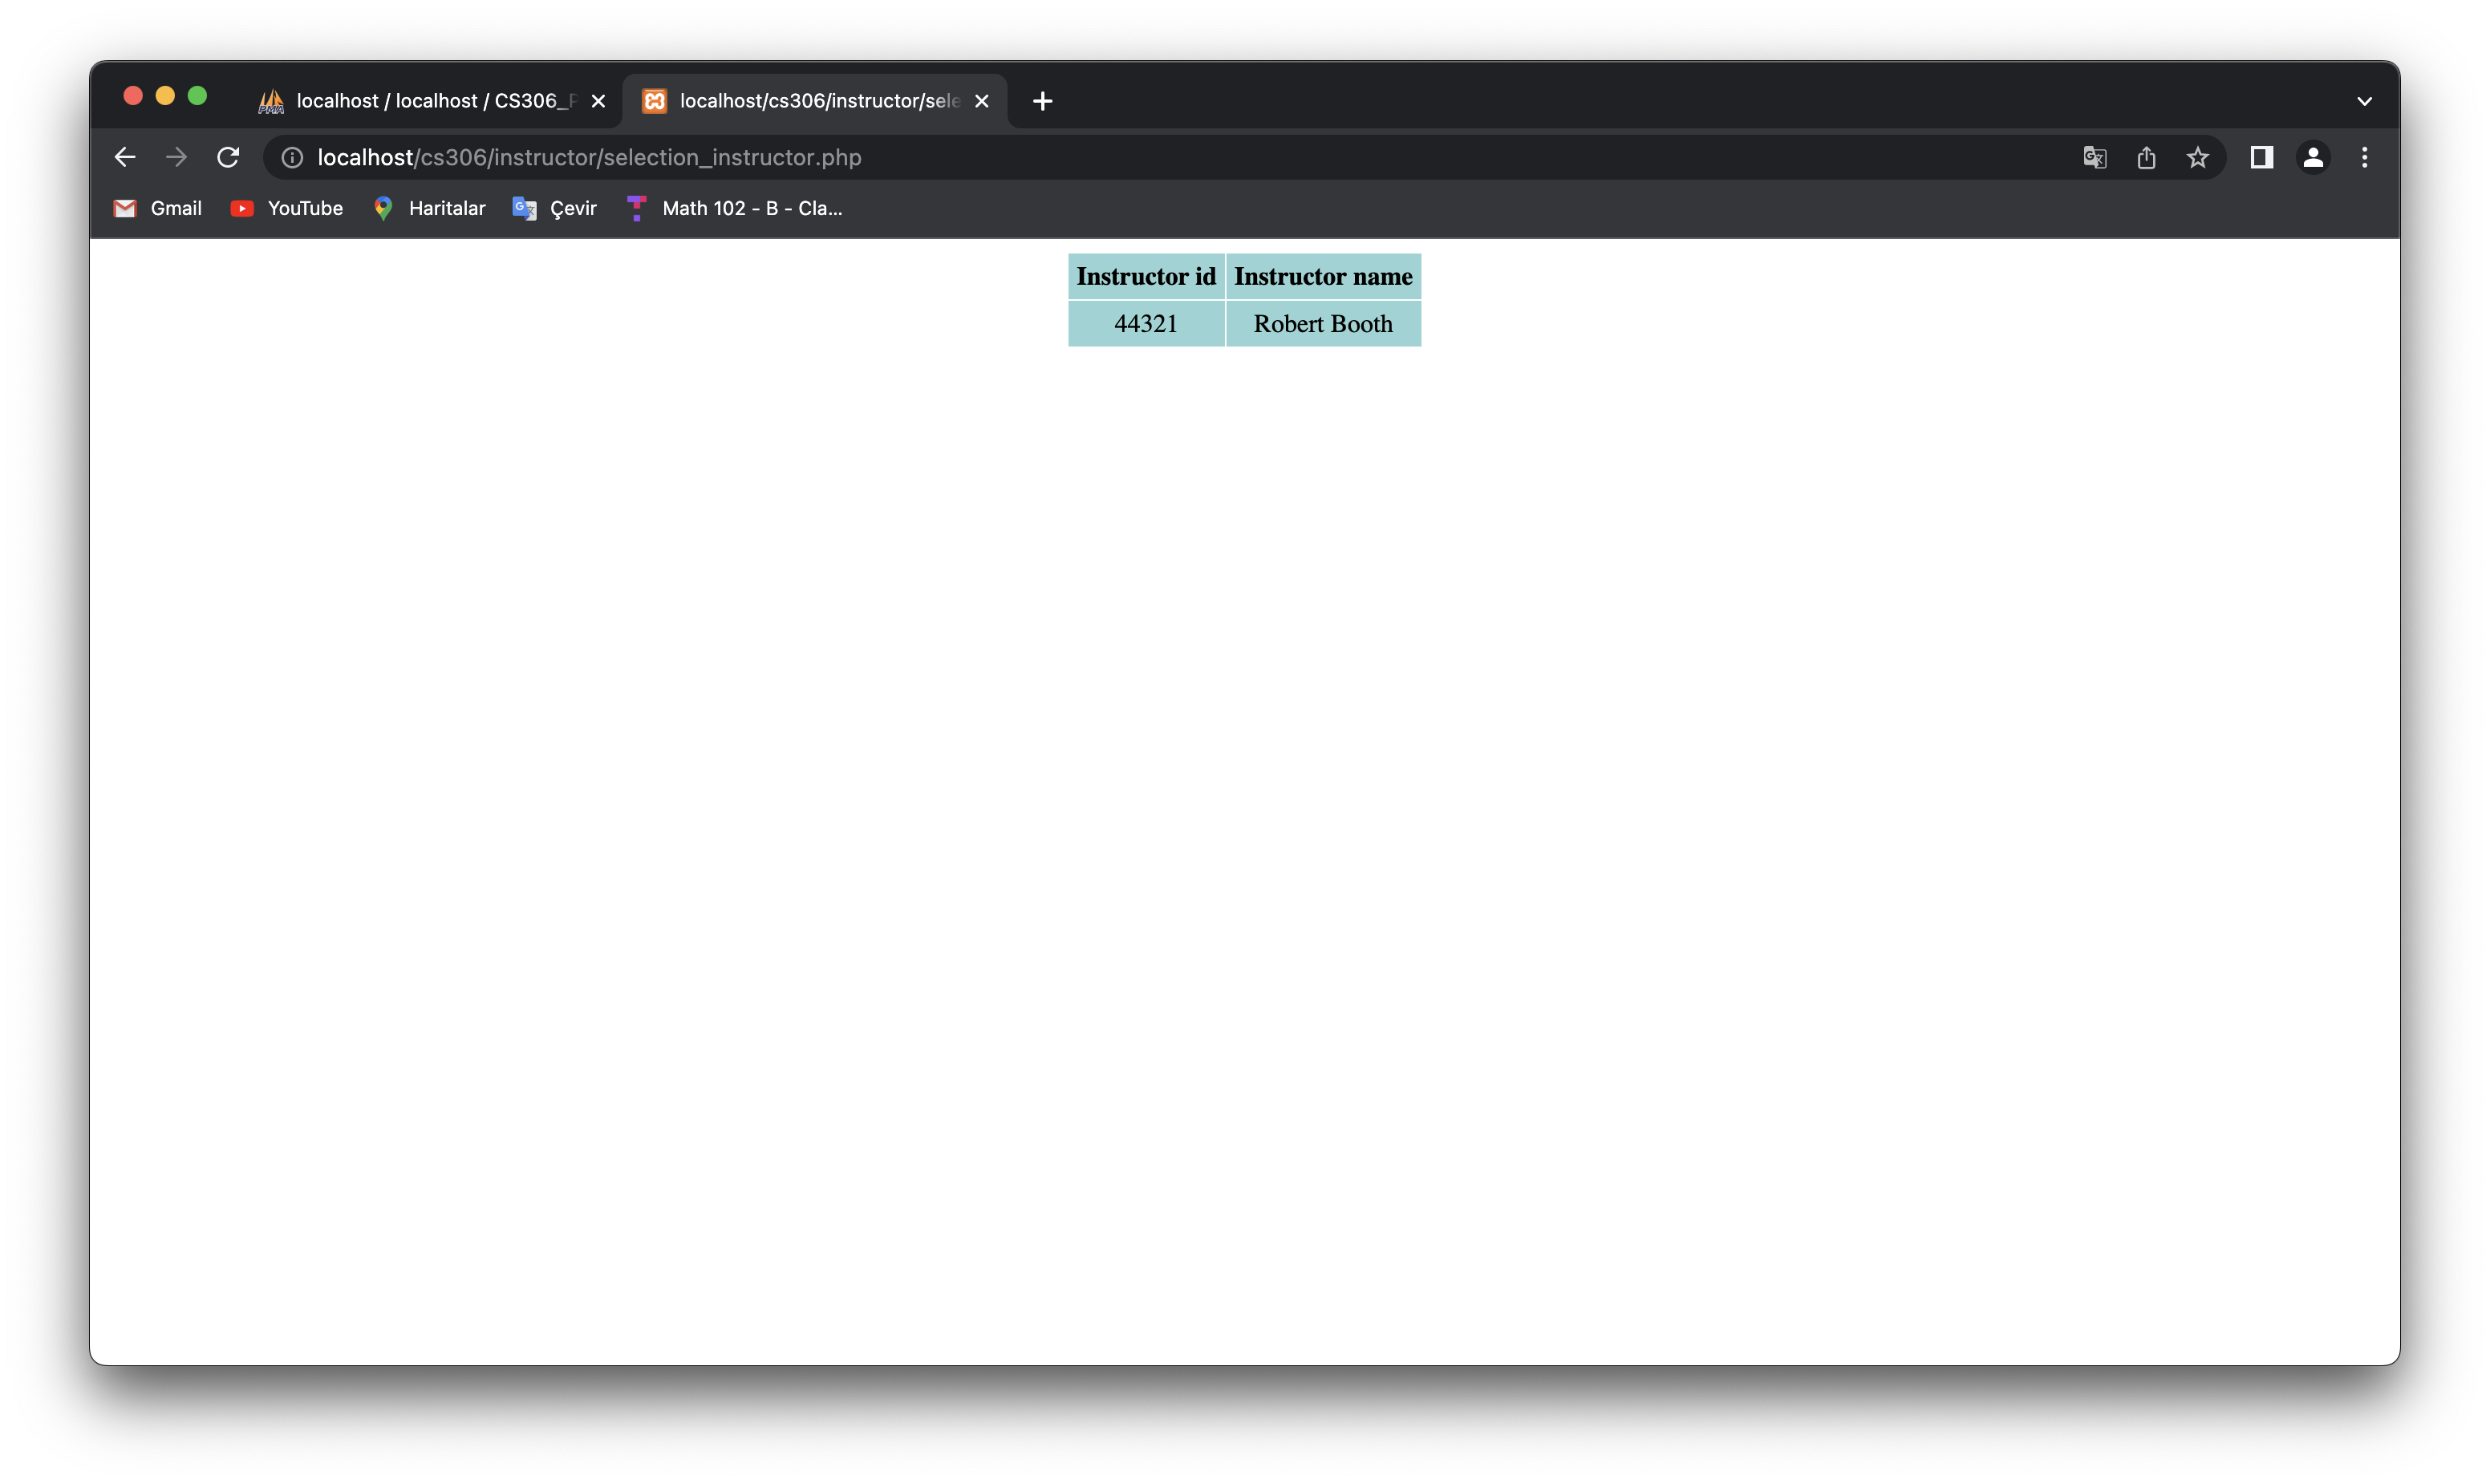 localhost / localhost / CS306_P
localhost/cs306/instructor/sele
localhost/cs306/instructor/selection_instructor.php
Gmail YouTube Haritalar Çevir Math 102 - B - Cla...
Instructor id Instructor name
44321 Robert Booth